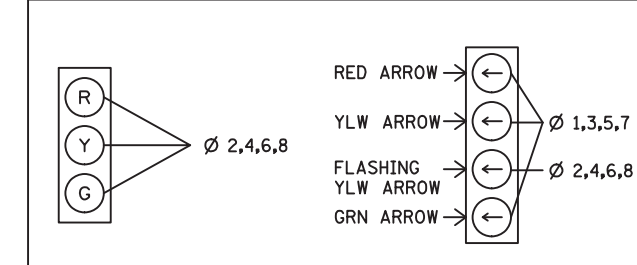 R
Y
G
Ø 2,4,6,8
RED ARROW
YLW ARROW
FLASHING
YLW ARROW
GRN ARROW
Ø 1,3,5,7
Ø 2,4,6,8